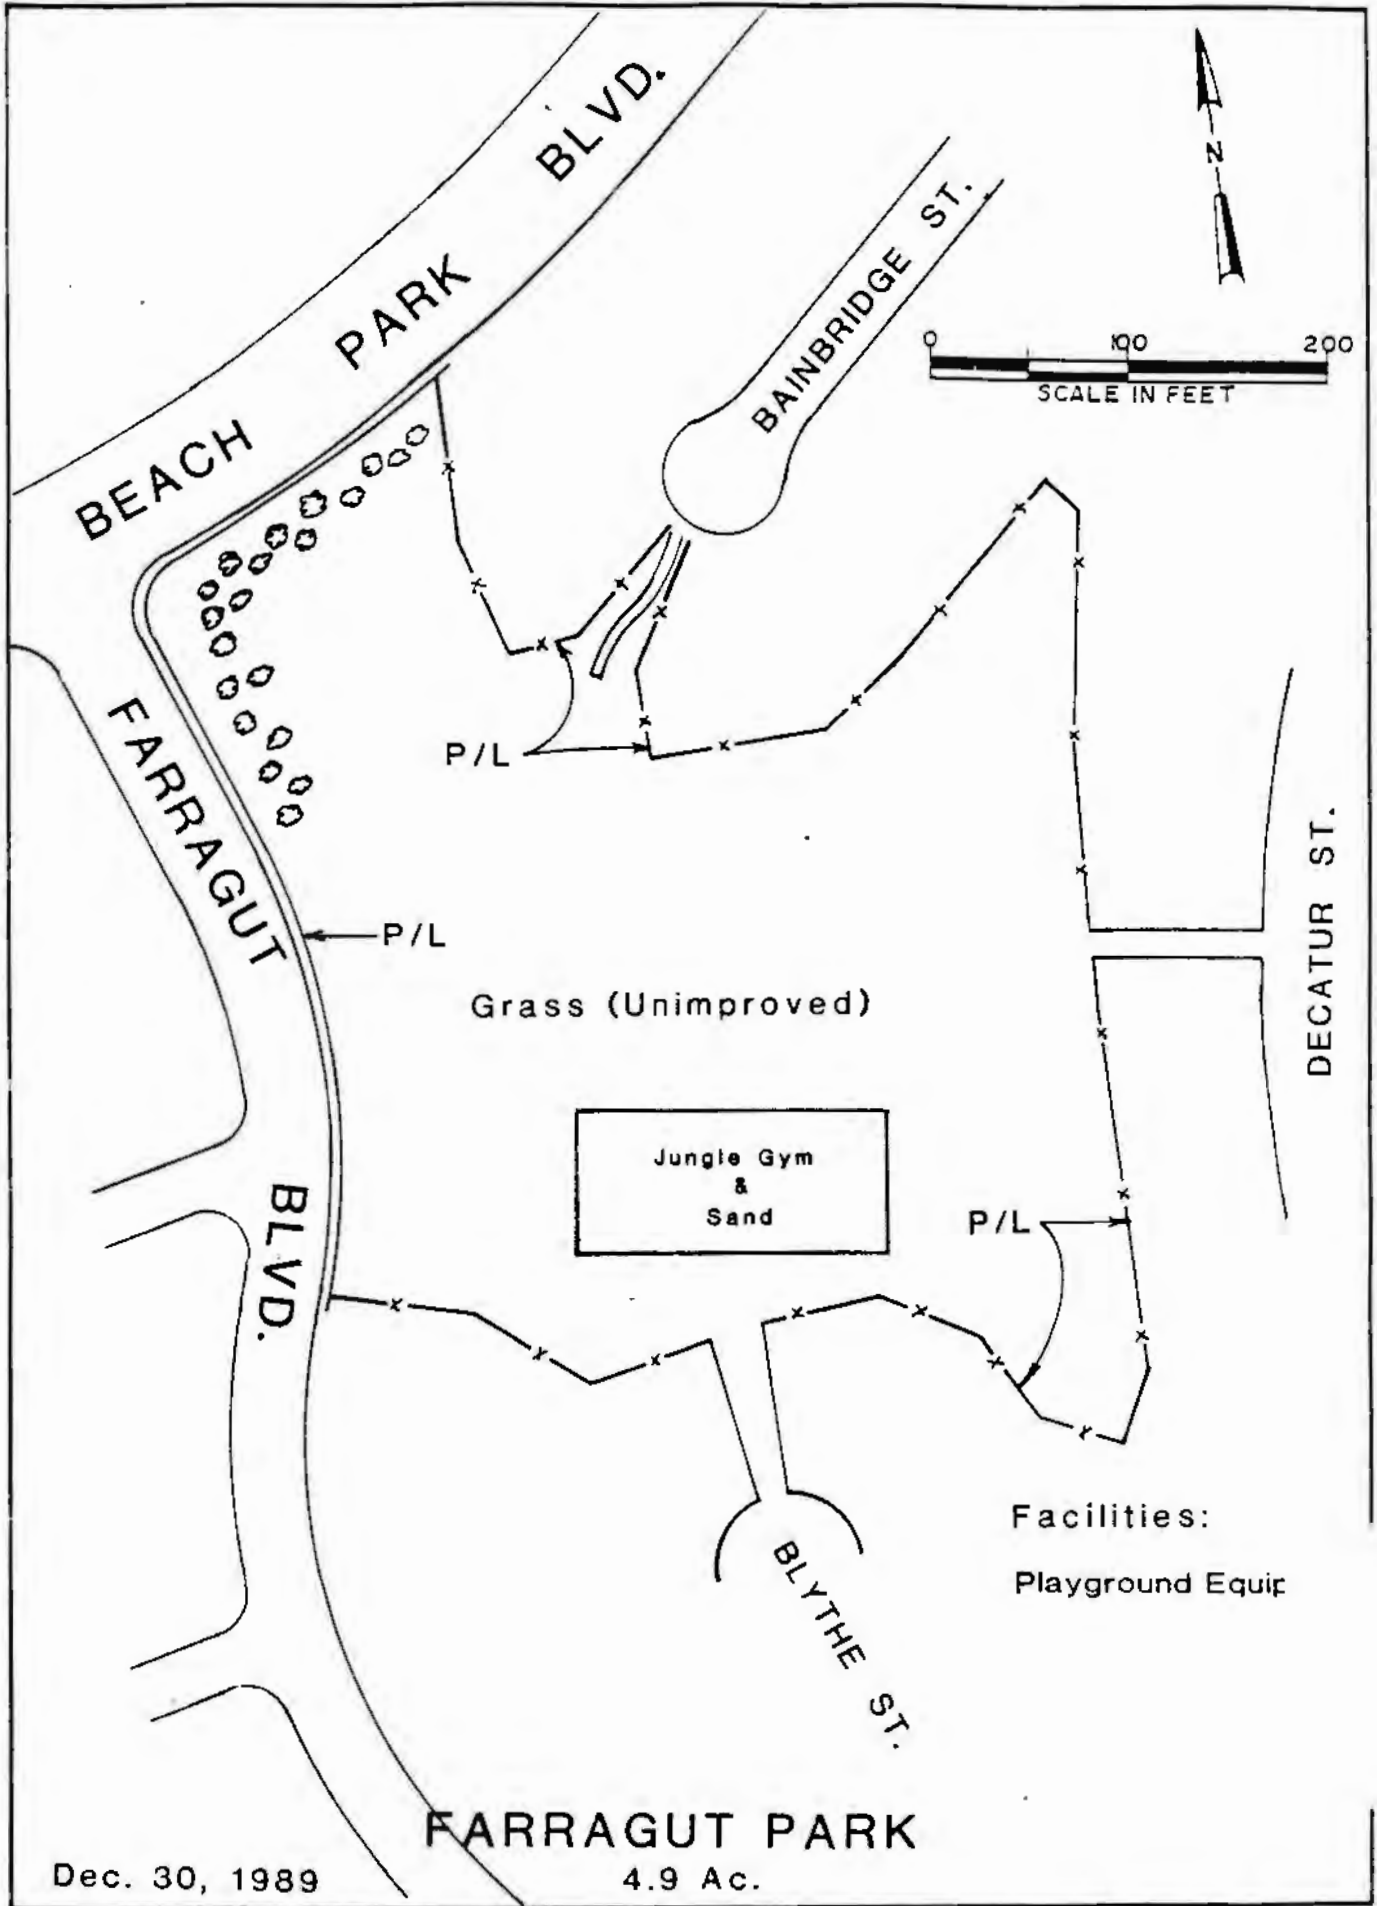 BEACH PARK BLVD.
BAINBRIDGE ST.
N
0 100 200
SCALE IN FEET
P/L
FARRAGUT BLVD.
P/L
DECATUR ST.
Grass (Unimproved)
Jungle Gym
&
Sand
P/L
Facilities:
Playground Equip
BLYTHE ST.
FARRAGUT PARK
4.9 Ac.
Dec. 30, 1989